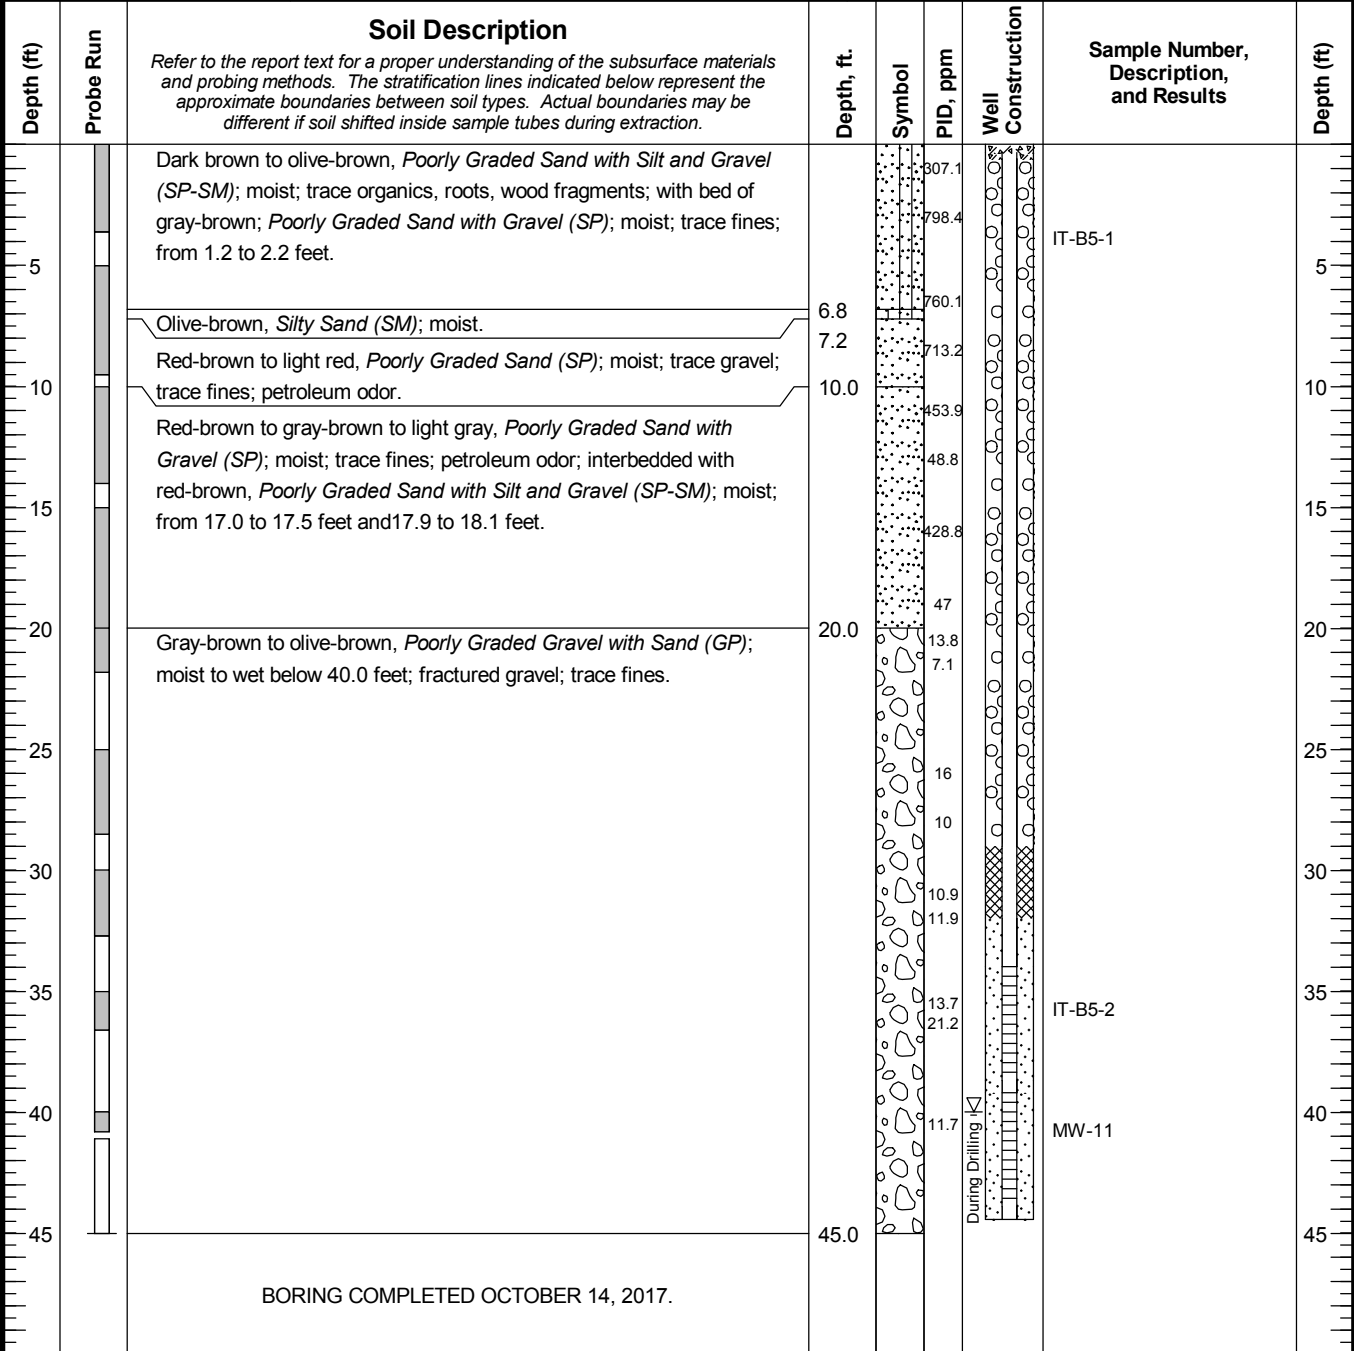 Depth (ft)
Probe Run
Soil Description
Refer to the report text for a proper understanding of the subsurface materials
and probing methods. The stratification lines indicated below represent the
approximate boundaries between soil types. Actual boundaries may be
different if soil shifted inside sample tubes during extraction.
Depth, ft.
Symbol
PID, ppm
Well
Construction
Sample Number,
Description,
and Results
Depth (ft)
Dark brown to olive-brown, Poorly Graded Sand with Silt and Gravel
(SP-SM); moist; trace organics, roots, wood fragments; with bed of
gray-brown; Poorly Graded Sand with Gravel (SP); moist; trace fines;
from 1.2 to 2.2 feet.
307.1
798.4
IT-B5-1
5
5
760.1
6.8
Olive-brown, Silty Sand (SM); moist.
7.2
Red-brown to light red, Poorly Graded Sand (SP); moist; trace gravel;
trace fines; petroleum odor.
713.2
10
10.0
10
453.9
Red-brown to gray-brown to light gray, Poorly Graded Sand with
Gravel (SP); moist; trace fines; petroleum odor; interbedded with
red-brown, Poorly Graded Sand with Silt and Gravel (SP-SM); moist;
from 17.0 to 17.5 feet and17.9 to 18.1 feet.
48.8
15
15
428.8
47
20
20.0
20
Gray-brown to olive-brown, Poorly Graded Gravel with Sand (GP);
moist to wet below 40.0 feet; fractured gravel; trace fines.
13.8
7.1
25
25
16
10
30
30
10.9
11.9
35
35
13.7
IT-B5-2
21.2
40
40
11.7
During Drilling
MW-11
45
45.0
45
BORING COMPLETED OCTOBER 14, 2017.